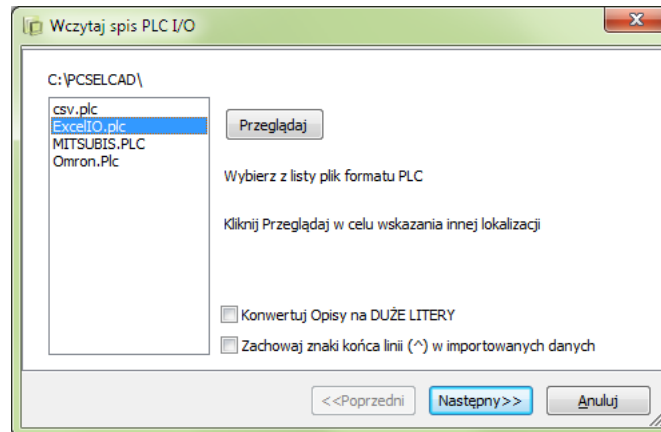 Wczytaj spis PLC I/O
C:\PCSELCAD\
csv.plc
ExcelIO.plc
MITSUBIS.PLC
Omron.Plc
Przeglądaj
Wybierz z listy plik formatu PLC
Kliknij Przeglądaj w celu wskazania innej lokalizacji
Konwertuj Opisy na DUŻE LITERY
Zachowaj znaki końca linii (^) w importowanych danych
<<Poprzedni
Następny>>
Anuluj